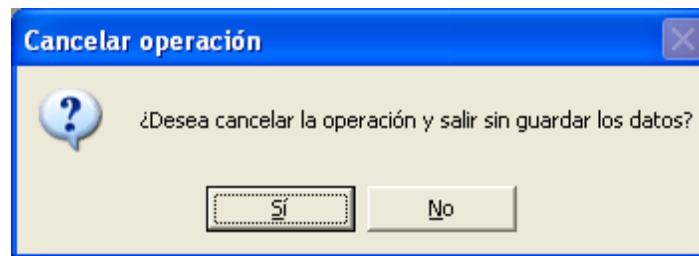 Cancelar operación
¿Desea cancelar la operación y salir sin guardar los datos?
Sí No